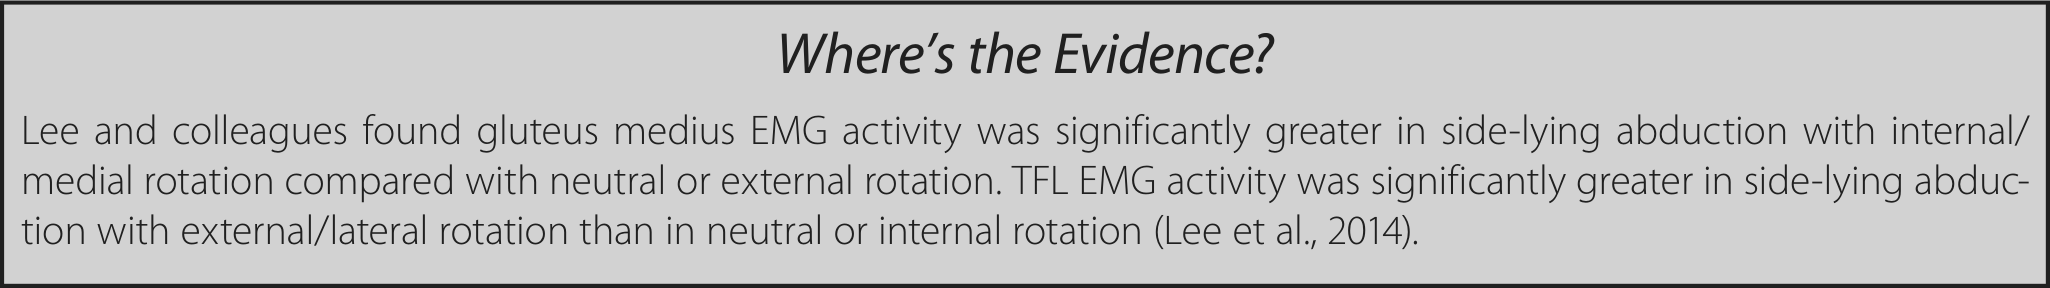 Where’s the Evidence?
Lee and colleagues found gluteus medius EMG activity was significantly greater in side-lying abduction with internal/
medial rotation compared with neutral or external rotation. TFL EMG activity was significantly greater in side-lying abduc-
tion with external/lateral rotation than in neutral or internal rotation (Lee et al., 2014).